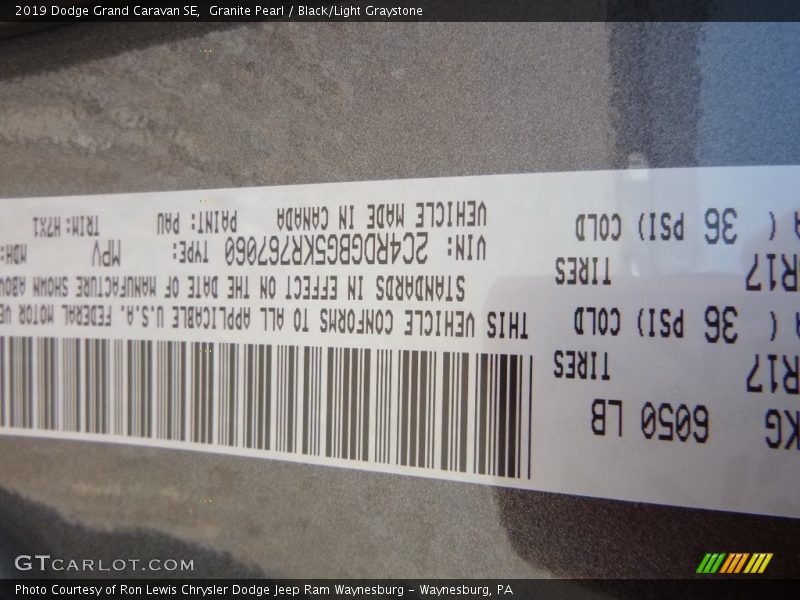 2019 Dodge Grand Caravan SE, Granite Pearl / Black/Light Graystone
KG 6050 LB
R17 TIRES
A ( 36 PSI) COLD
R17 TIRES
A ( 36 PSI) COLD
THIS VEHICLE CONFORMS TO ALL APPLICABLE U.S.A. FEDERAL MOTOR VE
STANDARDS IN EFFECT ON THE DATE OF MANUFACTURE SHOWN ABOV
VIN: 2C4RDGBG5KR767060 TYPE: MPV MDH:
VEHICLE MADE IN CANADA PAINT: PAU TRIM: H7X1
GTCARLOT.COM
Photo Courtesy of Ron Lewis Chrysler Dodge Jeep Ram Waynesburg - Waynesburg, PA